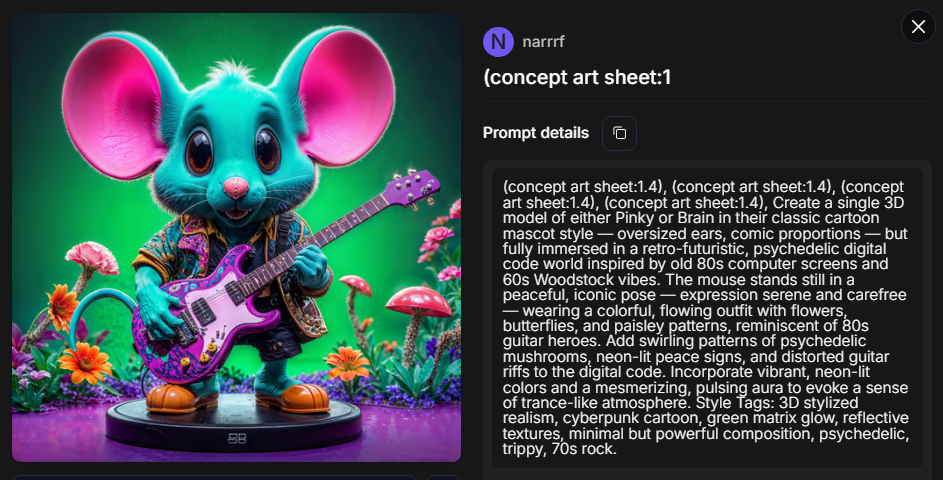 N narrrf
(concept art sheet:1
Prompt details
(concept art sheet:1.4), (concept art sheet:1.4), (concept
art sheet:1.4), (concept art sheet:1.4), Create a single 3D
model of either Pinky or Brain in their classic cartoon
mascot style — oversized ears, comic proportions — but
fully immersed in a retro-futuristic, psychedelic digital
code world inspired by old 80s computer screens and
60s Woodstock vibes. The mouse stands still in a
peaceful, iconic pose — expression serene and carefree
— wearing a colorful, flowing outfit with flowers,
butterflies, and paisley patterns, reminiscent of 80s
guitar heroes. Add swirling patterns of psychedelic
mushrooms, neon-lit peace signs, and distorted guitar
riffs to the digital code. Incorporate vibrant, neon-lit
colors and a mesmerizing, pulsing aura to evoke a sense
of trance-like atmosphere. Style Tags: 3D stylized
realism, cyberpunk cartoon, green matrix glow, reflective
textures, minimal but powerful composition, psychedelic,
trippy, 70s rock.